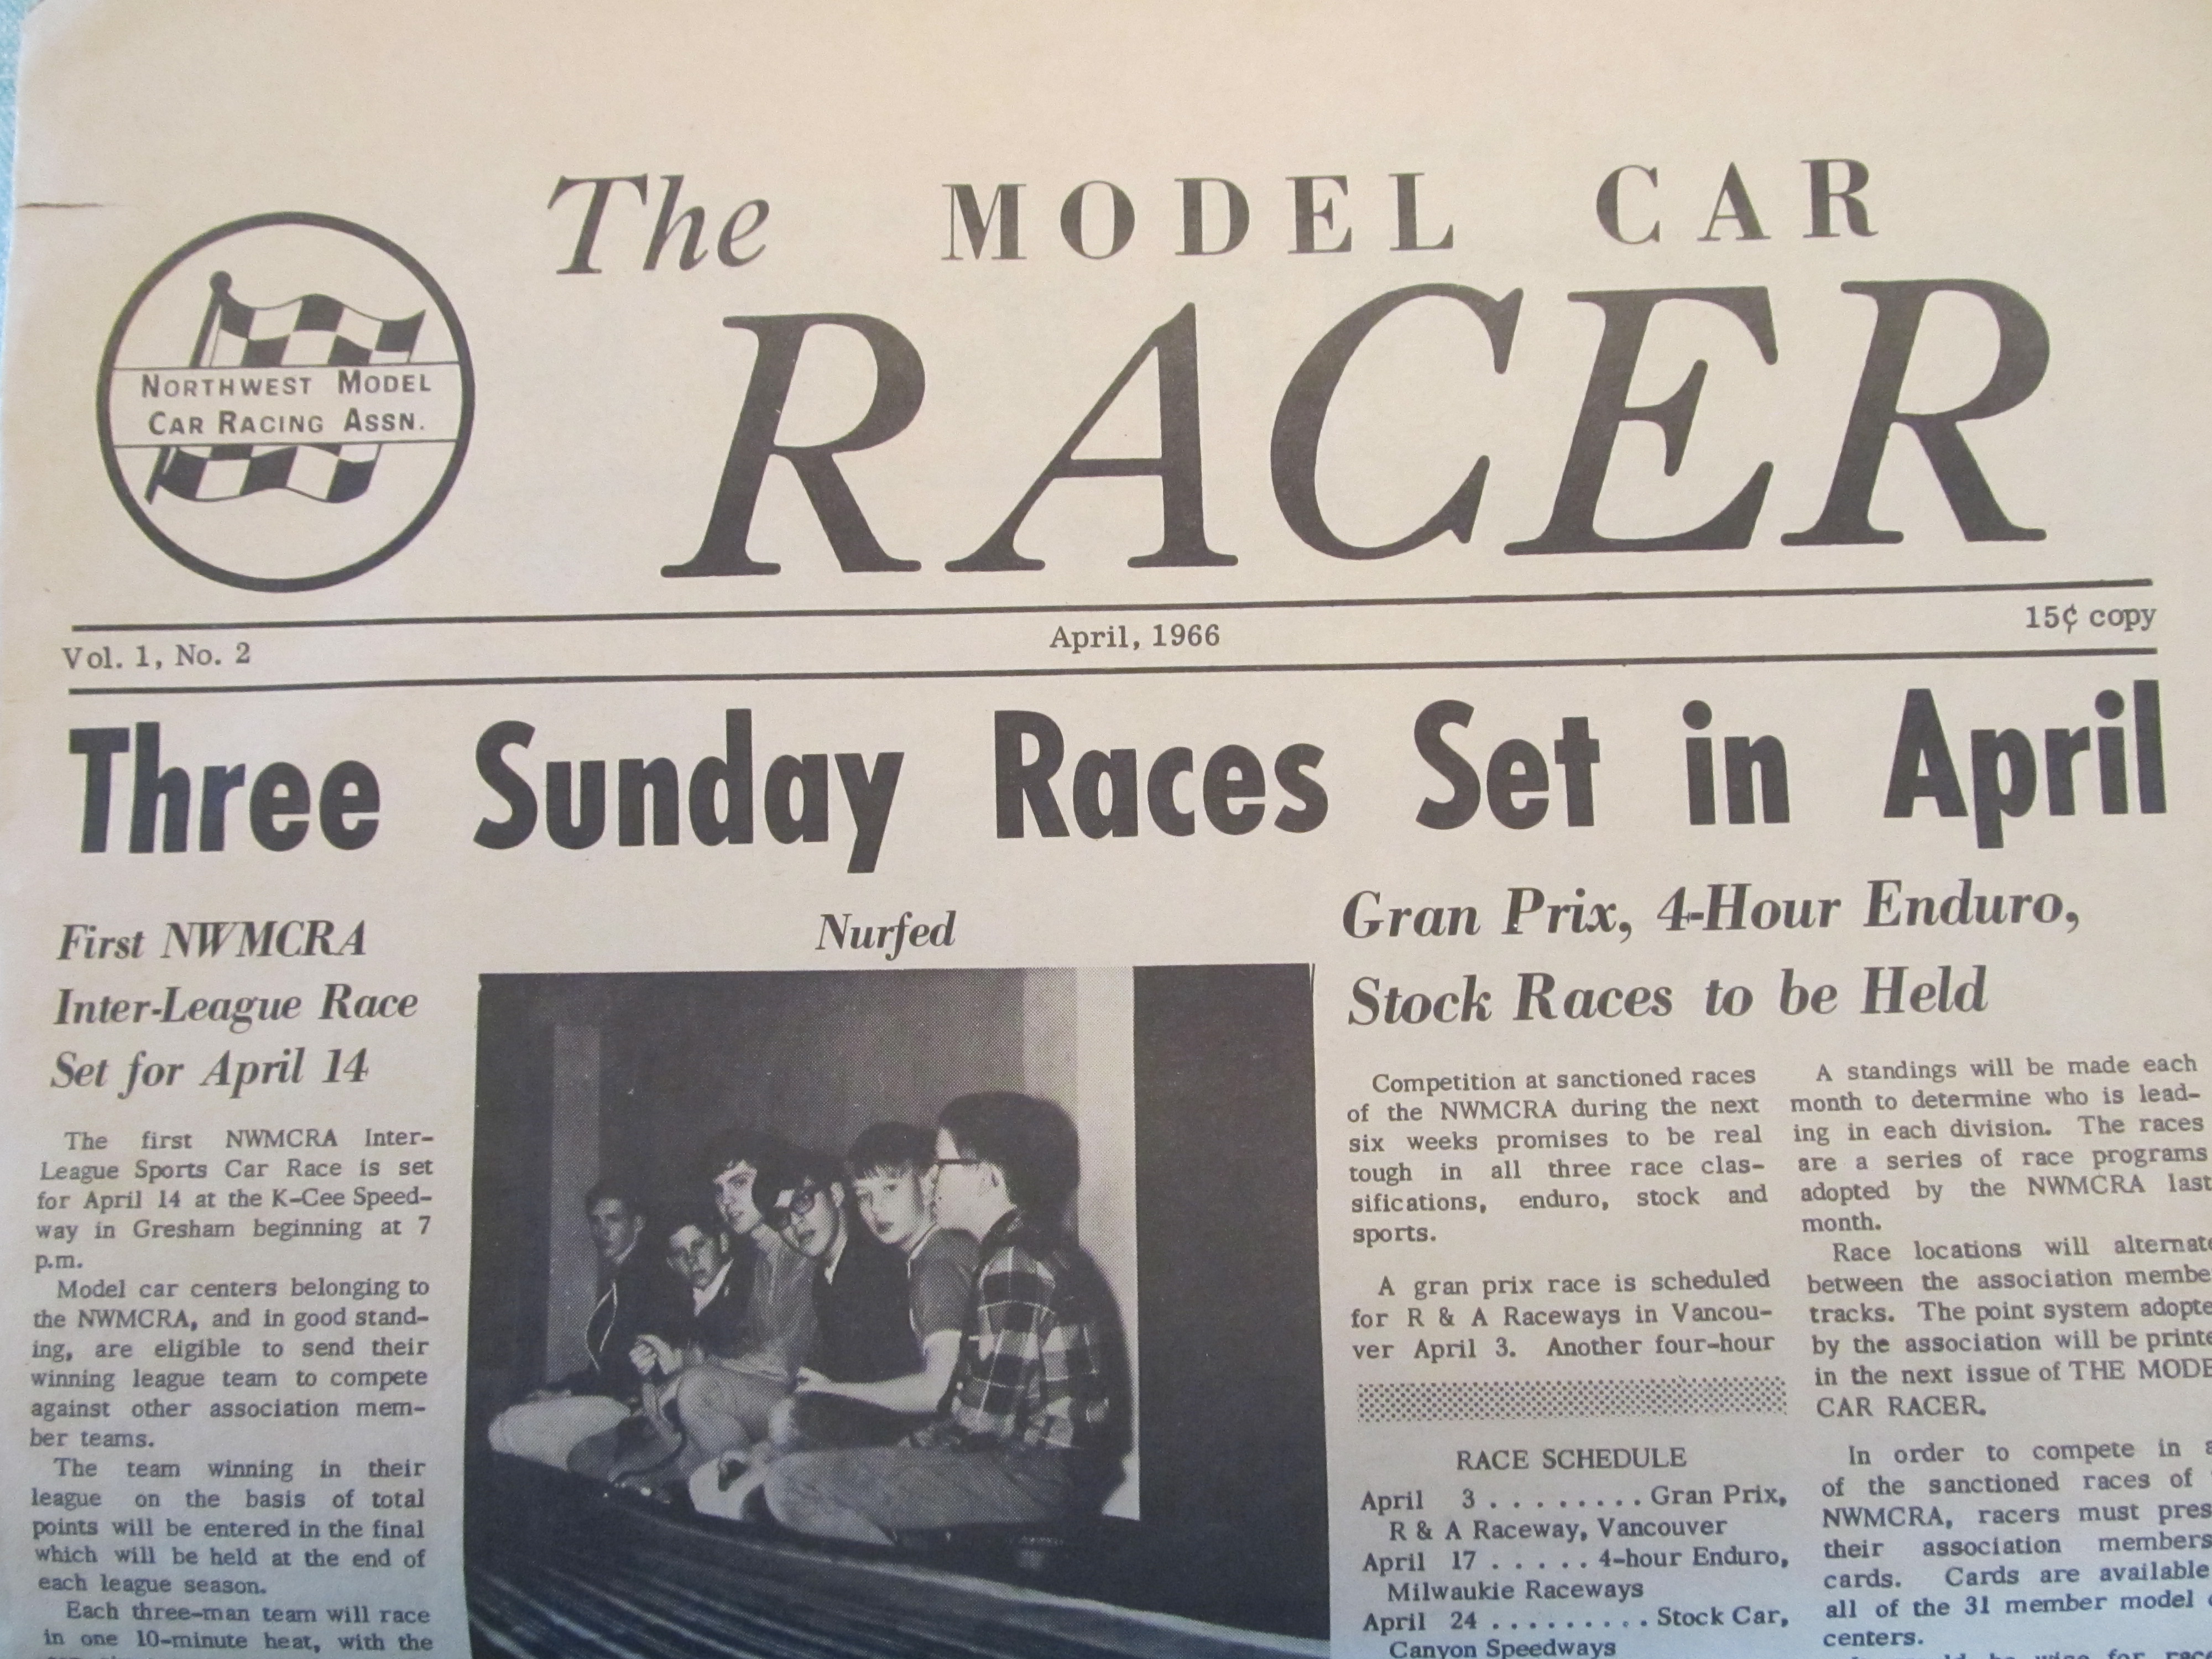 The MODEL CAR
RACER
NORTHWEST MODEL
CAR RACING ASSN.
Vol. 1, No. 2
April, 1966
15¢ copy
Three Sunday Races Set in April
First NWMCRA
Inter-League Race
Set for April 14
The first NWMCRA Inter-
League Sports Car Race is set
for April 14 at the K-Cee Speed-
way in Gresham beginning at 7
p.m.
Model car centers belonging to
the NWMCRA, and in good stand-
ing, are eligible to send their
winning league team to compete
against other association mem-
ber teams.
The team winning in their
league on the basis of total
points will be entered in the final
which will be held at the end of
each league season.
Each three-man team will race
in one 10-minute heat, with the
Nurfed
Gran Prix, 4-Hour Enduro,
Stock Races to be Held
Competition at sanctioned races
of the NWMCRA during the next
six weeks promises to be real
tough in all three race clas-
sifications, enduro, stock and
sports.
A gran prix race is scheduled
for R & A Raceways in Vancou-
ver April 3. Another four-hour
RACE SCHEDULE
April 3 . . . . . . . . Gran Prix,
R & A Raceway, Vancouver
April 17 . . . . . 4-hour Enduro,
Milwaukie Raceways
April 24 . . . . . . . . . Stock Car,
Canyon Speedways
A standings will be made each
month to determine who is lead-
ing in each division. The races
are a series of race programs
adopted by the NWMCRA last
month.
Race locations will alternate
between the association membe
tracks. The point system adopte
by the association will be printe
in the next issue of THE MODE
CAR RACER.
In order to compete in a
of the sanctioned races of
NWMCRA, racers must pres
their association members
cards. Cards are available
all of the 31 member model
centers.